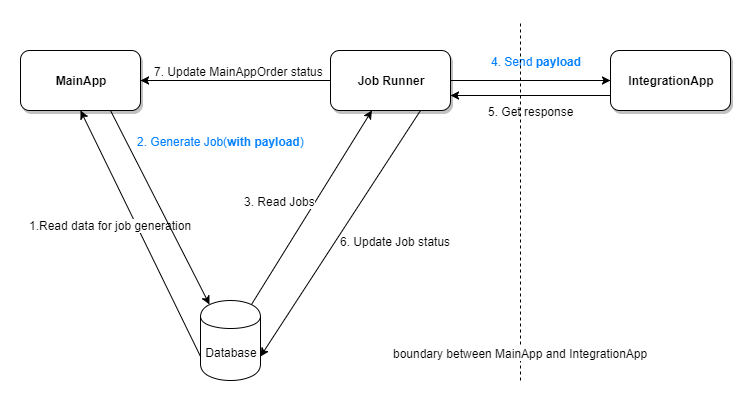 4. Send payload
MainApp
7. Update MainAppOrder status
Job Runner
IntegrationApp
5. Get response
2. Generate Job(with payload)
3. Read Jobs
1.Read data for job generation
6. Update Job status
Database
boundary between MainApp and IntegrationApp